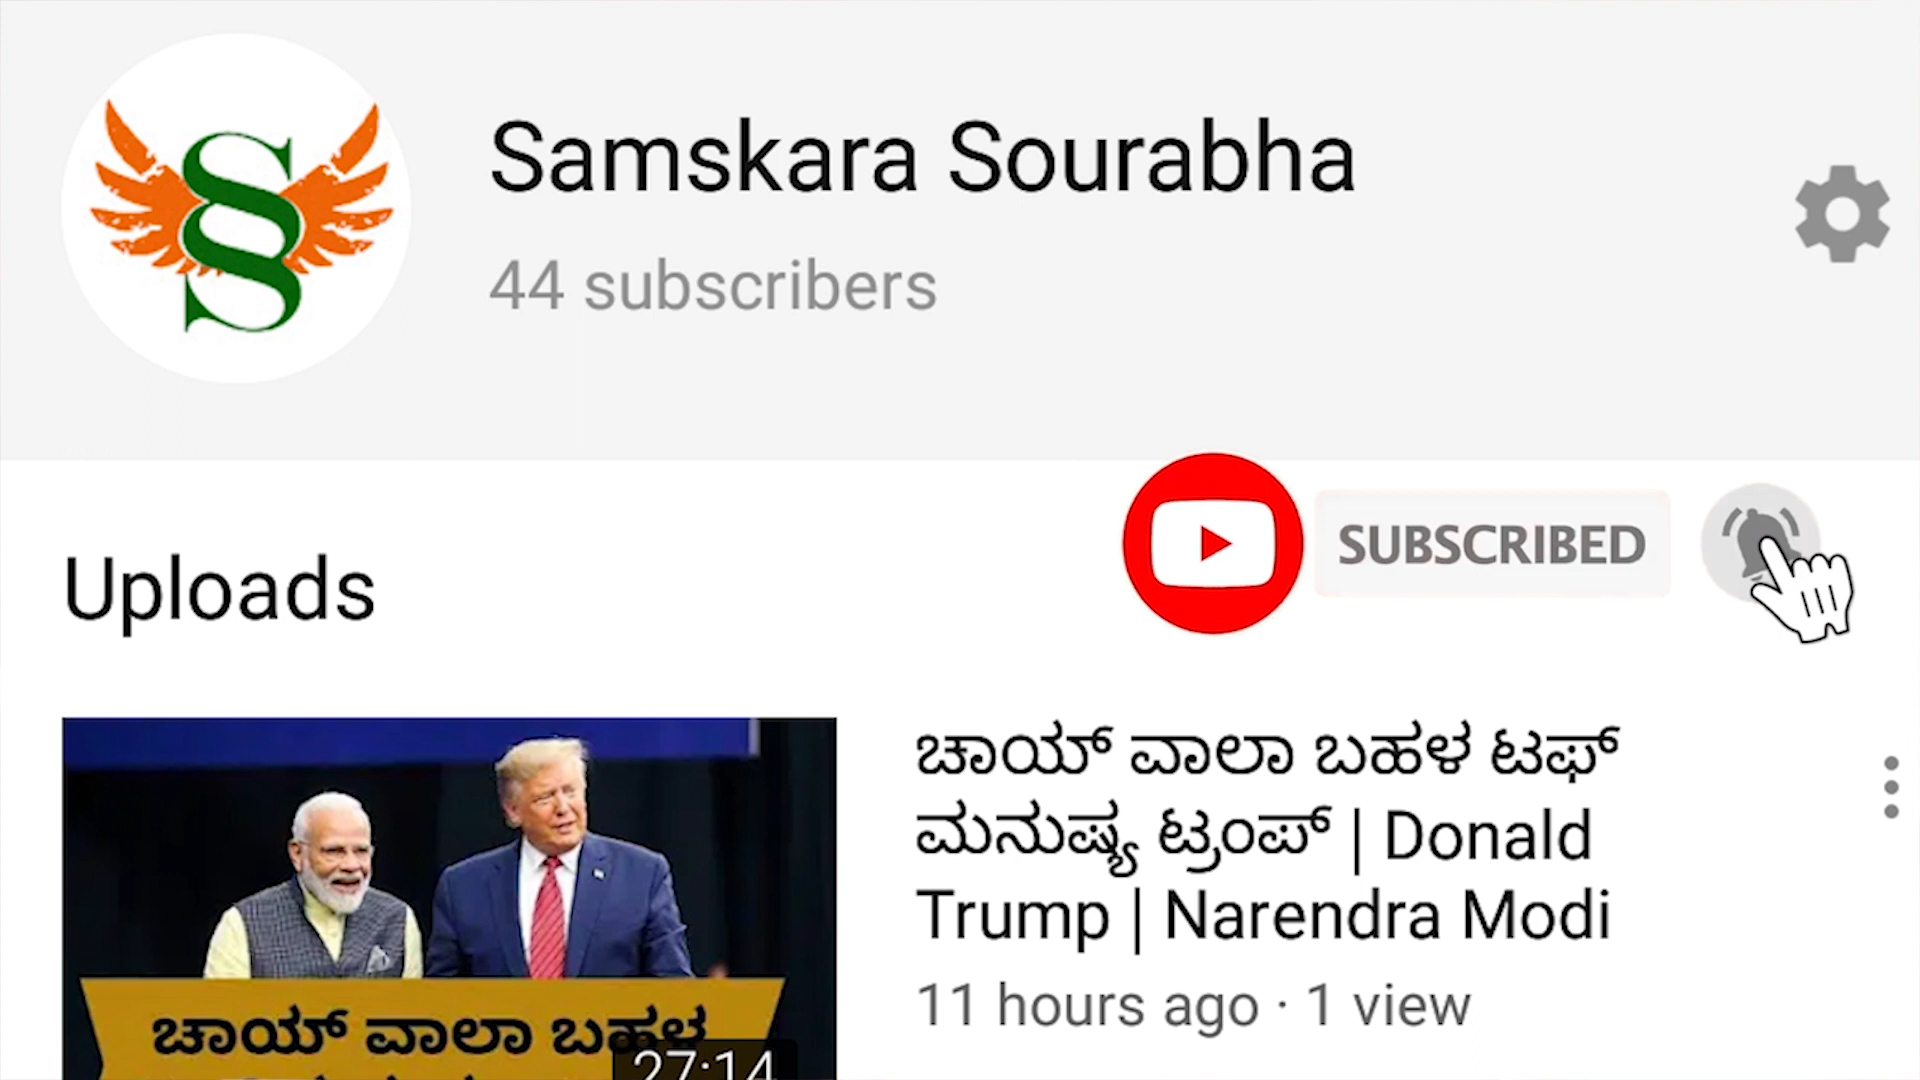 Samskara Sourabha
44 subscribers
SUBSCRIBED
Uploads
ಚಾಯ್ ವಾಲಾ ಬಹಳ ಟಫ್
ಮನುಷ್ಯ ಟ್ರಂಪ್ | Donald
Trump | Narendra Modi
11 hours ago · 1 view
ಚಾಯ್ ವಾಲಾ ಬಹಳ
27:14